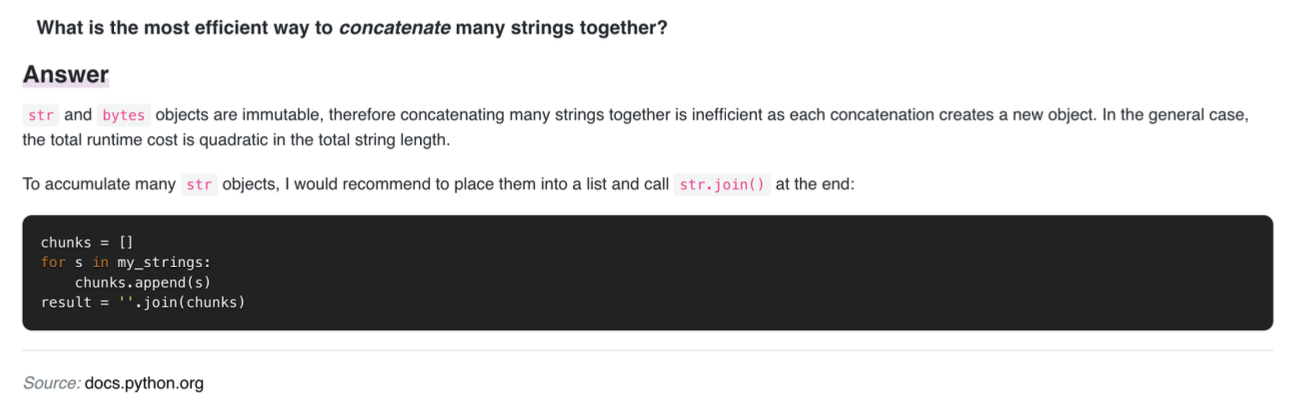 What is the most efficient way to concatenate many strings together?
Answer
str and bytes objects are immutable, therefore concatenating many strings together is inefficient as each concatenation creates a new object. In the general case,
the total runtime cost is quadratic in the total string length.
To accumulate many str objects, I would recommend to place them into a list and call str.join() at the end:
chunks = []
for s in my_strings:
    chunks.append(s)
result = ''.join(chunks)
Source: docs.python.org